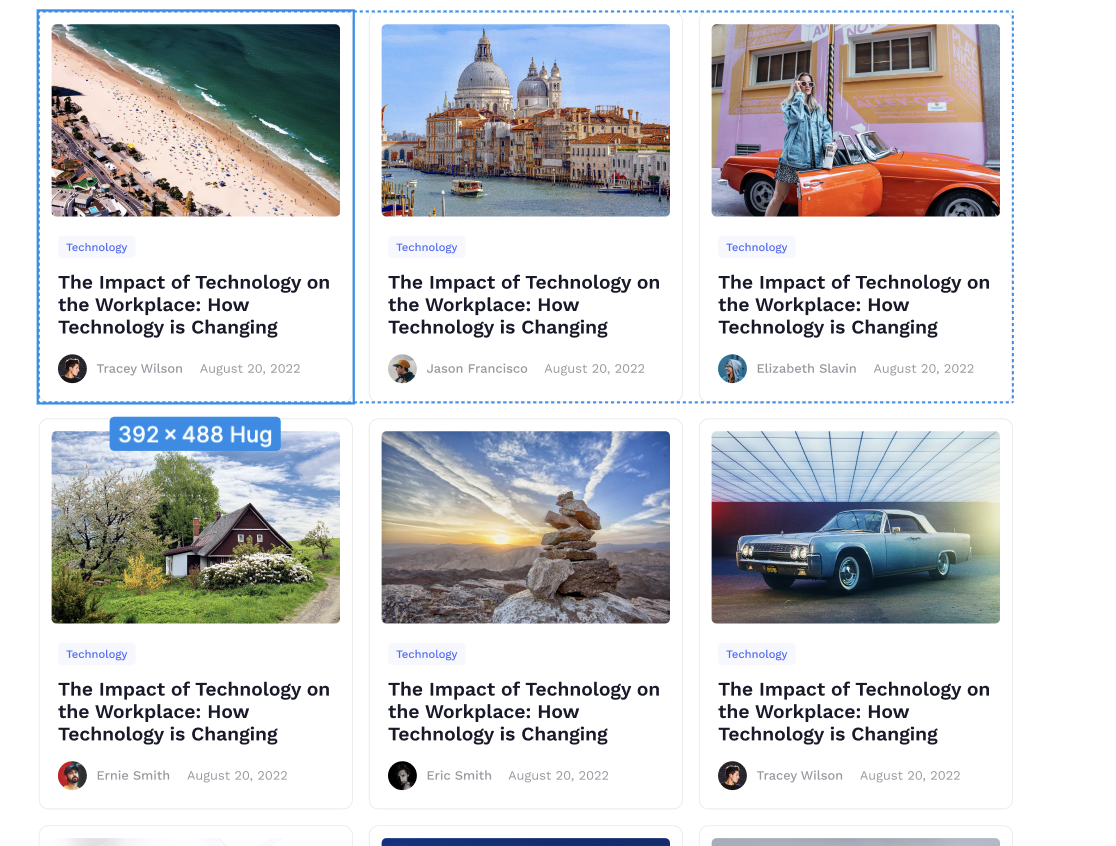 Technology
The Impact of Technology on
the Workplace: How
Technology is Changing
Tracey Wilson August 20, 2022
Technology
The Impact of Technology on
the Workplace: How
Technology is Changing
Jason Francisco August 20, 2022
Technology
The Impact of Technology on
the Workplace: How
Technology is Changing
Elizabeth Slavin August 20, 2022
392 × 488 Hug
Technology
The Impact of Technology on
the Workplace: How
Technology is Changing
Ernie Smith August 20, 2022
Technology
The Impact of Technology on
the Workplace: How
Technology is Changing
Eric Smith August 20, 2022
Technology
The Impact of Technology on
the Workplace: How
Technology is Changing
Tracey Wilson August 20, 2022